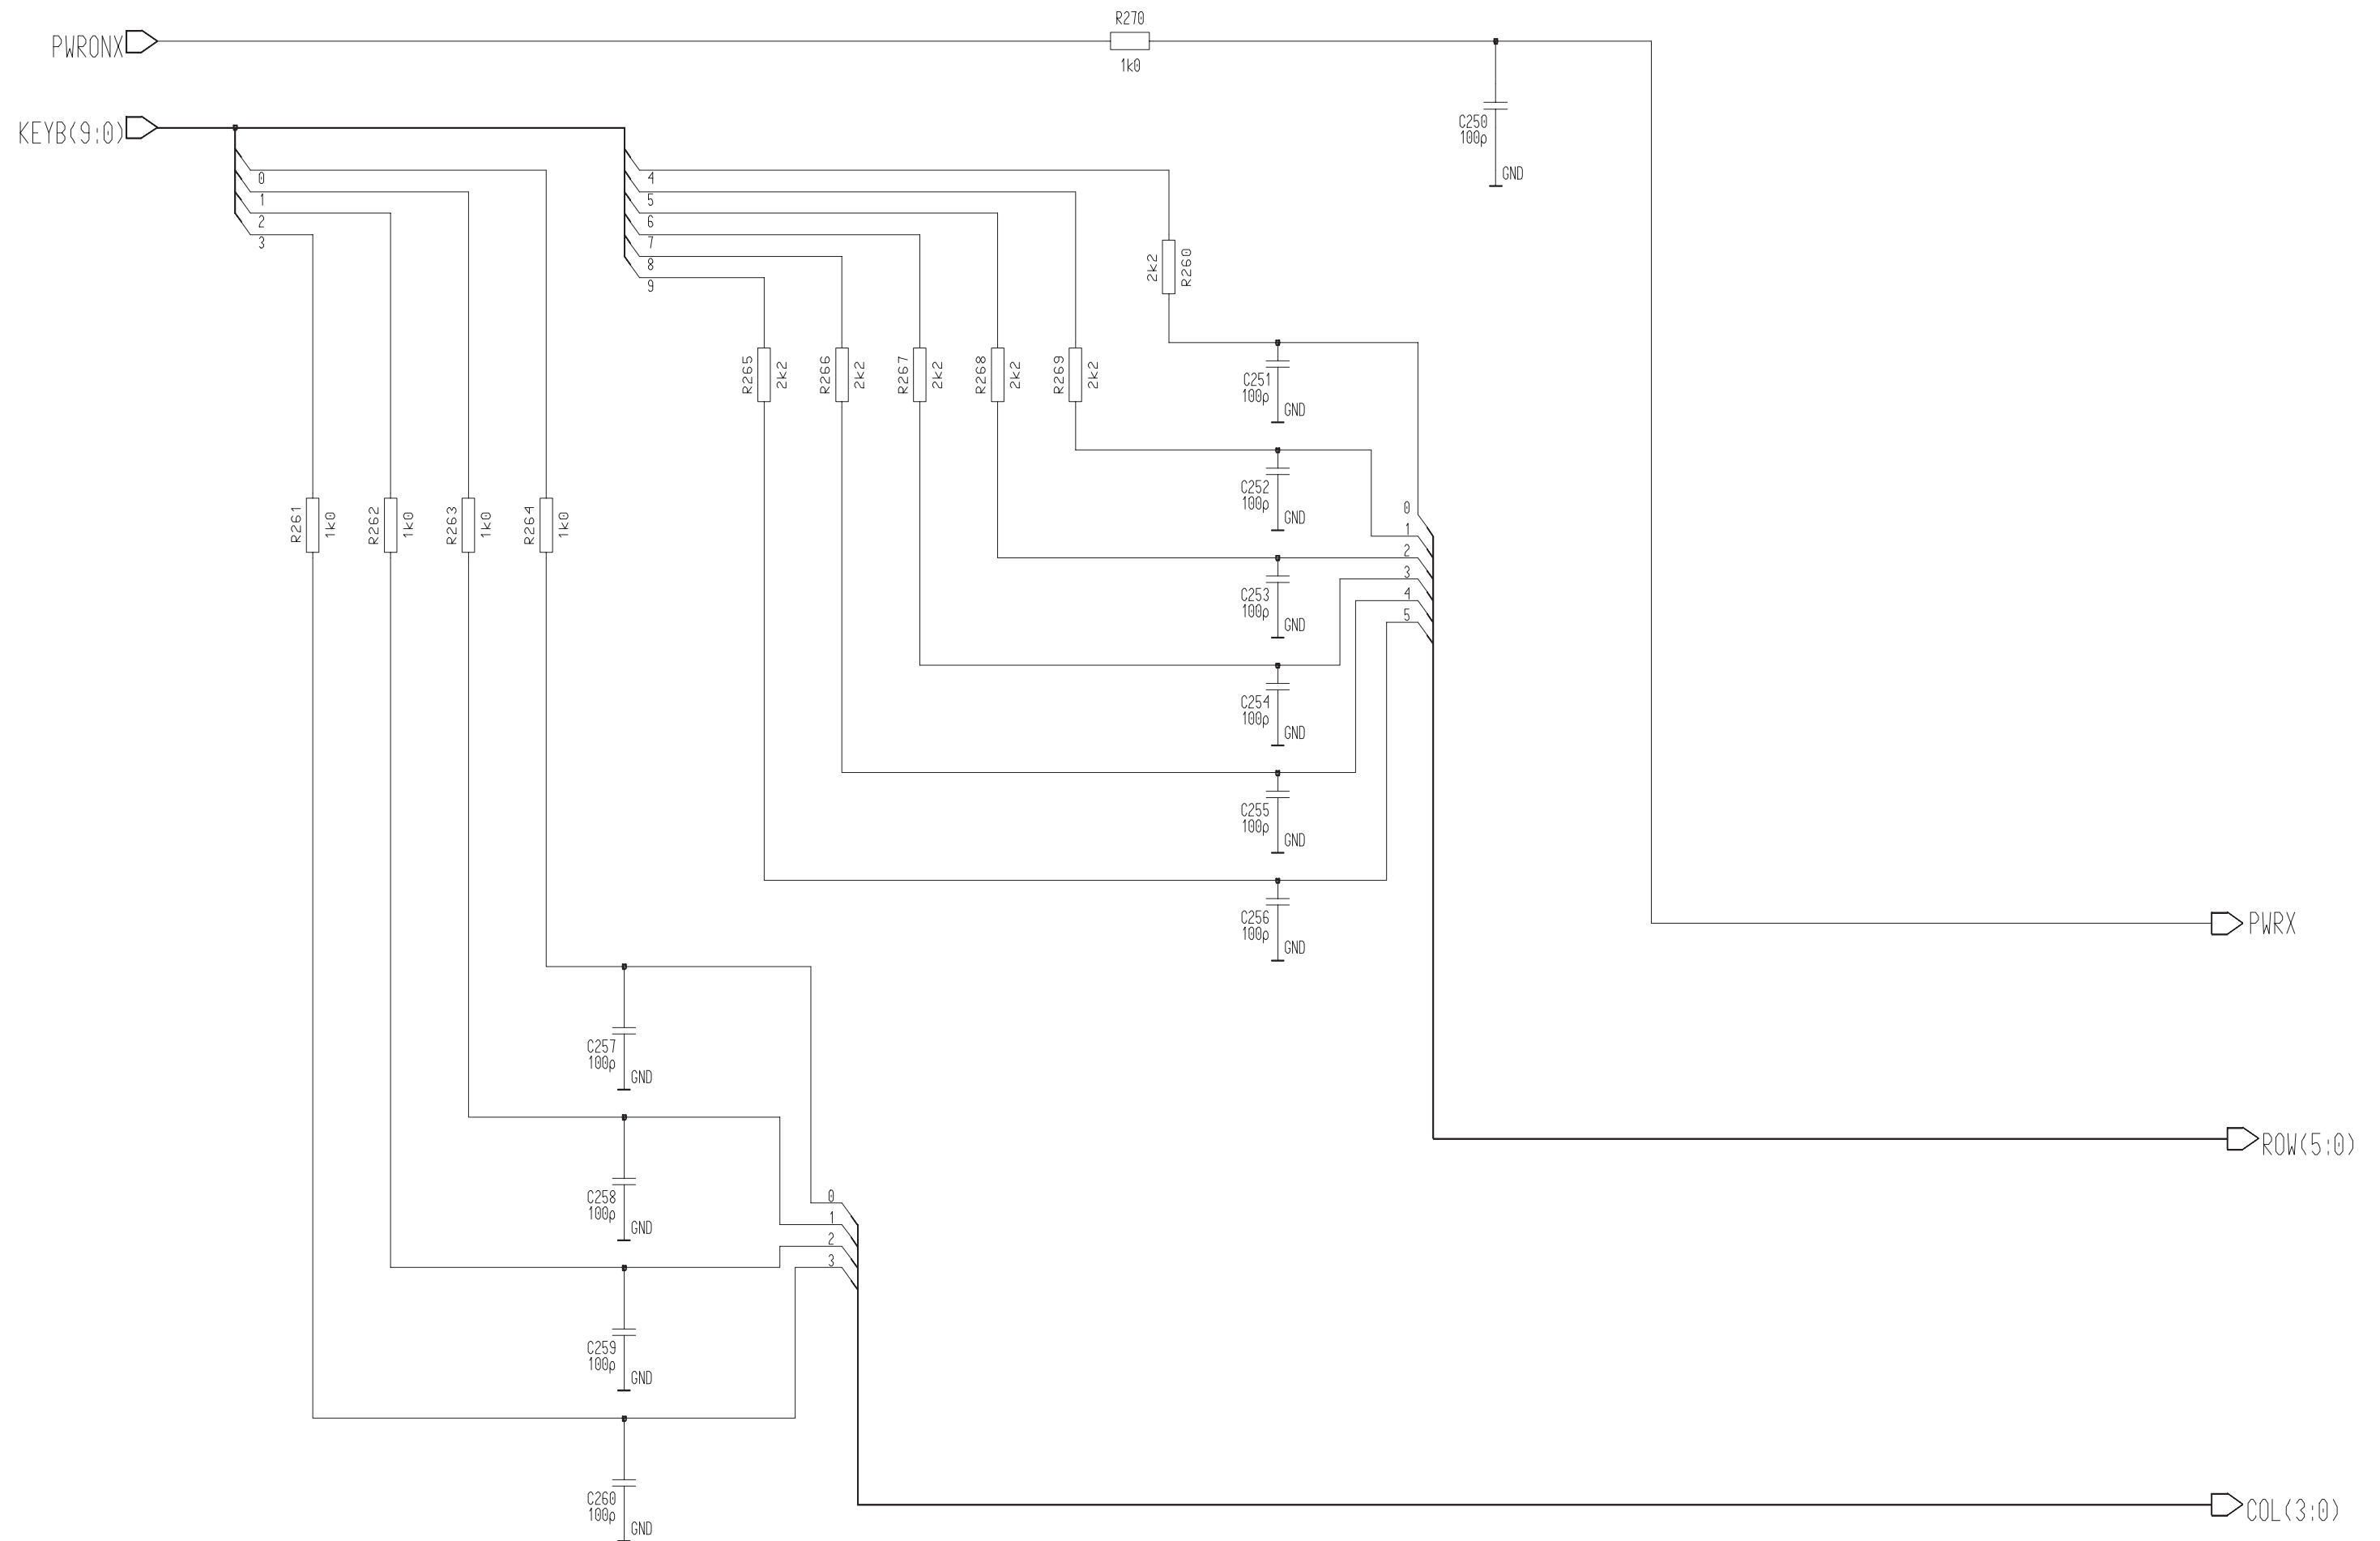 R270
PWRONX
1k0
KEYB(9:0)
C250
100p
GND
0
1
2
3
4
5
6
7
8
9
2k2
R260
R265
2k2
R266
2k2
R267
2k2
R268
2k2
R269
2k2
C251
100p
GND
C252
100p
GND
R261
1k0
R262
1k0
R263
1k0
R264
1k0
0
1
2
3
4
5
C253
100p
GND
C254
100p
GND
C255
100p
GND
C256
100p
GND
PWRX
C257
100p
GND
ROW(5:0)
C258
100p
GND
0
1
2
3
C259
100p
GND
C260
100p
GND
COL(3:0)